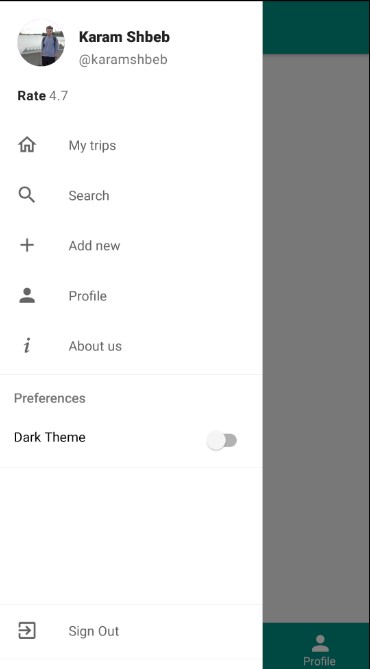 Karam Shbeb
@karamshbeb
Rate 4.7
My trips
Search
Add new
Profile
About us
Preferences
Dark Theme
Sign Out
Profile